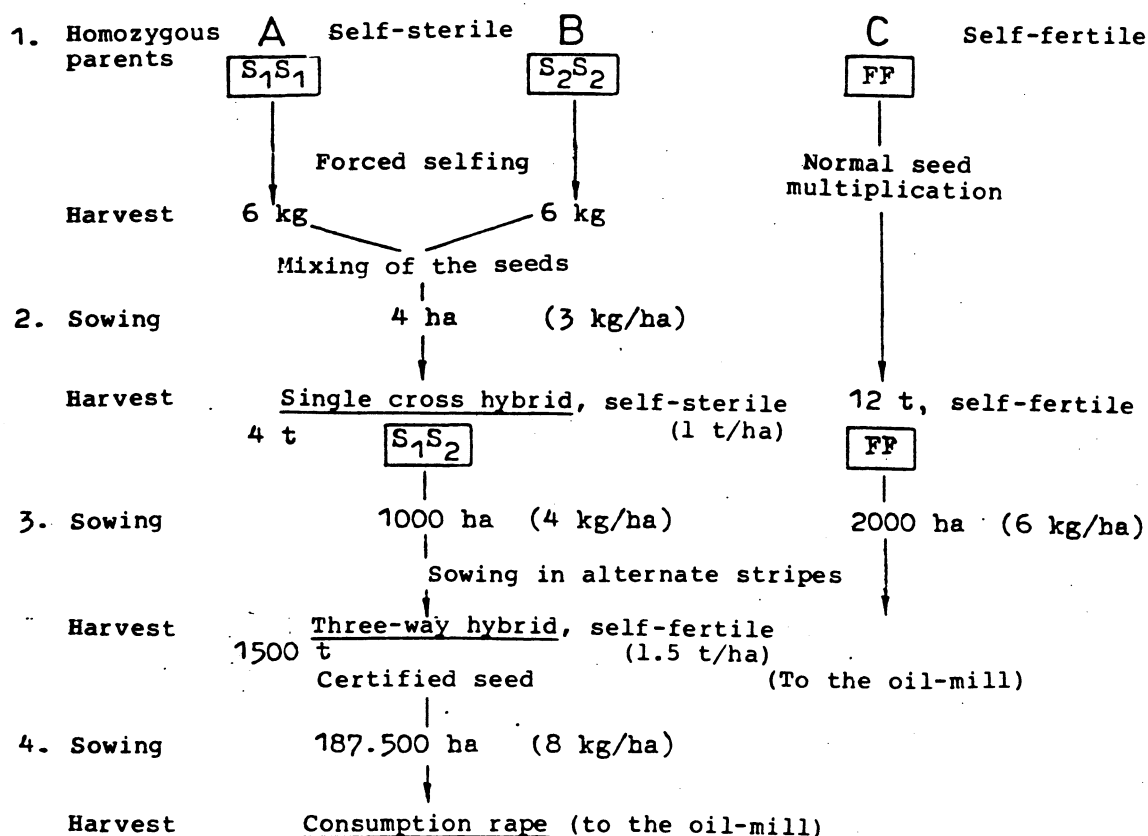 1. Homozygous parents A Self-sterile B C Self-fertile
S1S1 S2S2 FF
Forced selfing Normal seed multiplication
Harvest 6 kg 6 kg
Mixing of the seeds
2. Sowing 4 ha (3 kg/ha)
Harvest Single cross hybrid, self-sterile 12 t, self-fertile
4 t (1 t/ha)
S1S2 FF
3. Sowing 1000 ha (4 kg/ha) 2000 ha (6 kg/ha)
Sowing in alternate stripes
Harvest Three-way hybrid, self-fertile
1500 t (1.5 t/ha)
Certified seed (To the oil-mill)
4. Sowing 187.500 ha (8 kg/ha)
Harvest Consumption rape (to the oil-mill)